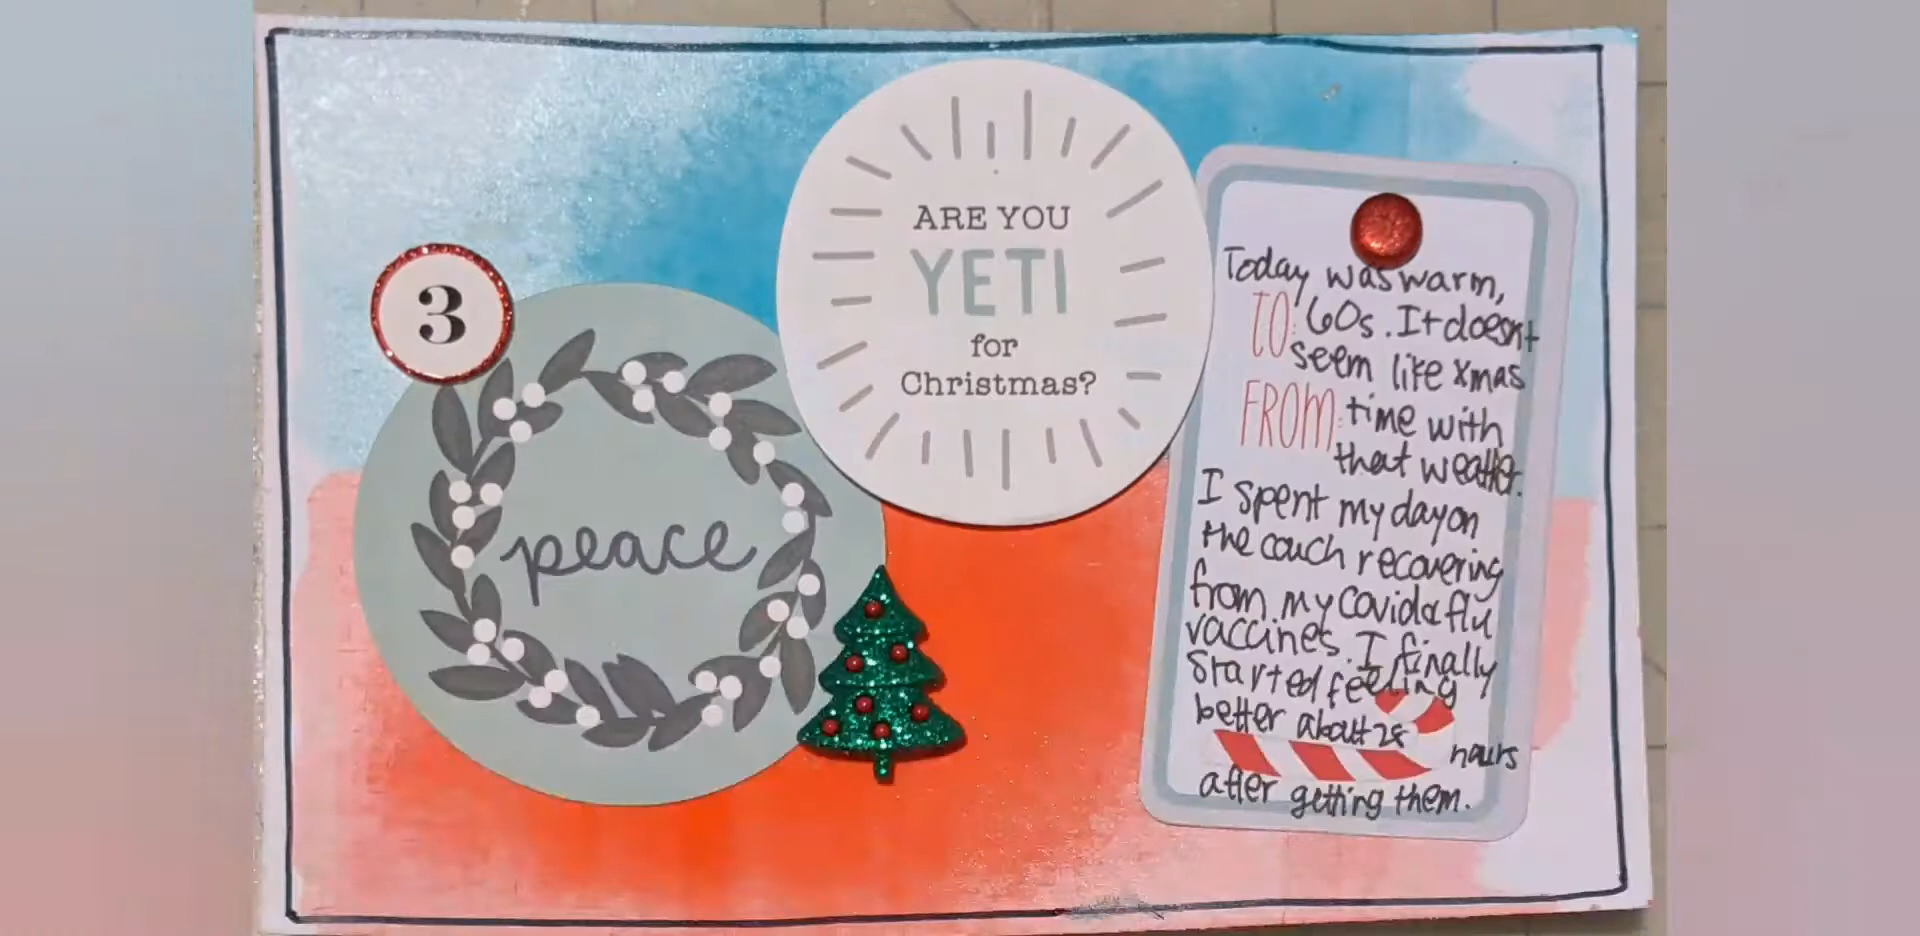 3
peace
ARE YOU
YETI
for
Christmas?
Today was warm,
TO: 60s. It doesn't
seem like xmas
FROM: time with
that weather.
I spent my day on
the couch recovering
from my Covid & flu
vaccines. I finally
started feeling
better about 28
hours
after getting them.